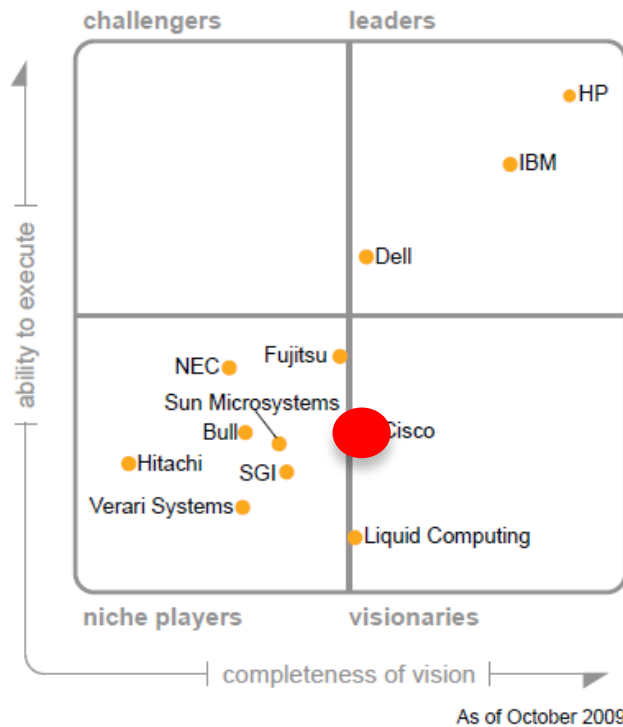 challengers
leaders
HP
IBM
Dell
Fujitsu
NEC
Sun Microsystems
Bull
Cisco
Hitachi
SGI
Verari Systems
Liquid Computing
niche players
visionaries
ability to execute
completeness of vision
As of October 2009